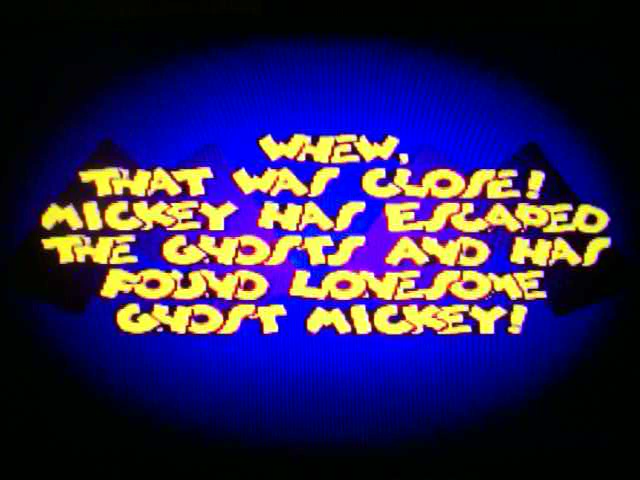 WHEW,
THAT WAS CLOSE!
MICKEY HAS ESCAPED
THE GHOSTS AND HAS
FOUND LONESOME
GHOST MICKEY!